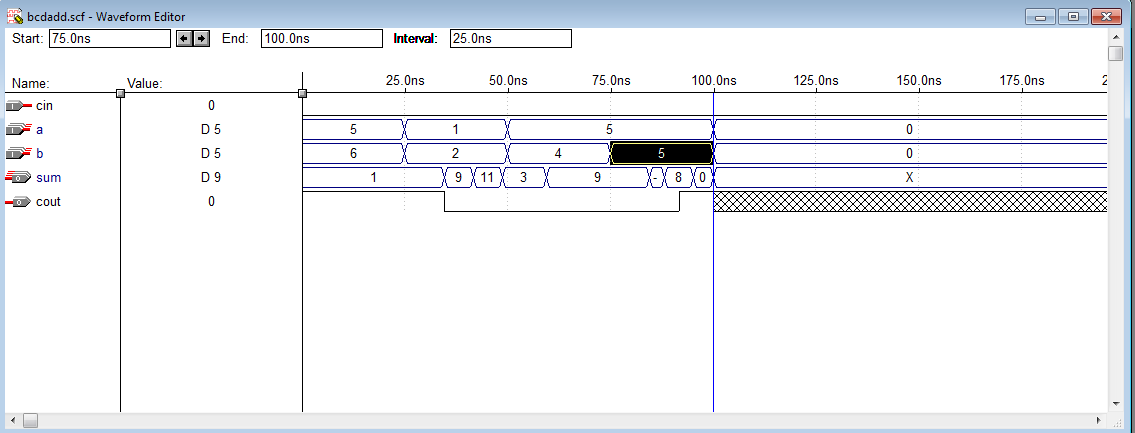 bcdadd.scf - Waveform Editor
Start: 75.0ns End: 100.0ns Interval: 25.0ns
Name: Value: 25.0ns 50.0ns 75.0ns 100.0ns 125.0ns 150.0ns 175.0ns 2
cin 0
a D 5 5 1 5 0
b D 5 6 2 4 5 0
sum D 9 1 9 11 3 9 - 8 0 X
cout 0